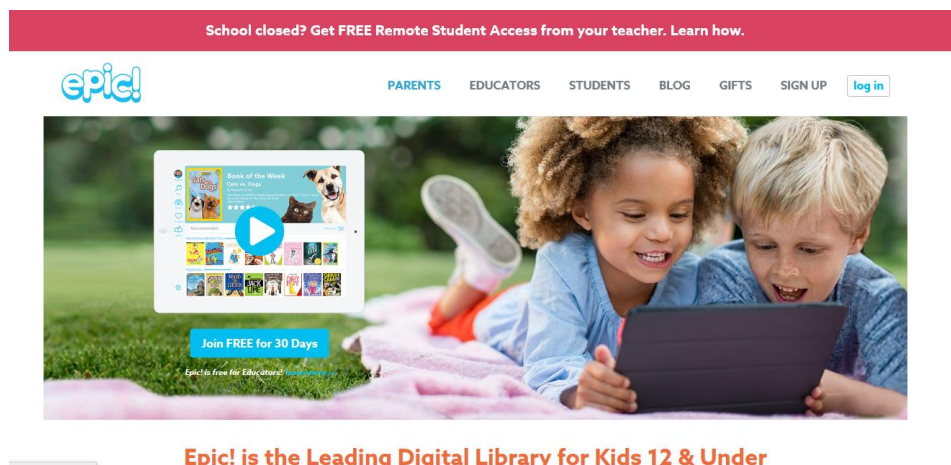 School closed? Get FREE Remote Student Access from your teacher. Learn how.
epic!
PARENTS EDUCATORS STUDENTS BLOG GIFTS SIGN UP log in
Book of the Week
Cats vs. Dogs
Join FREE for 30 Days
Epic! is free for Educators!
Epic! is the Leading Digital Library for Kids 12 & Under